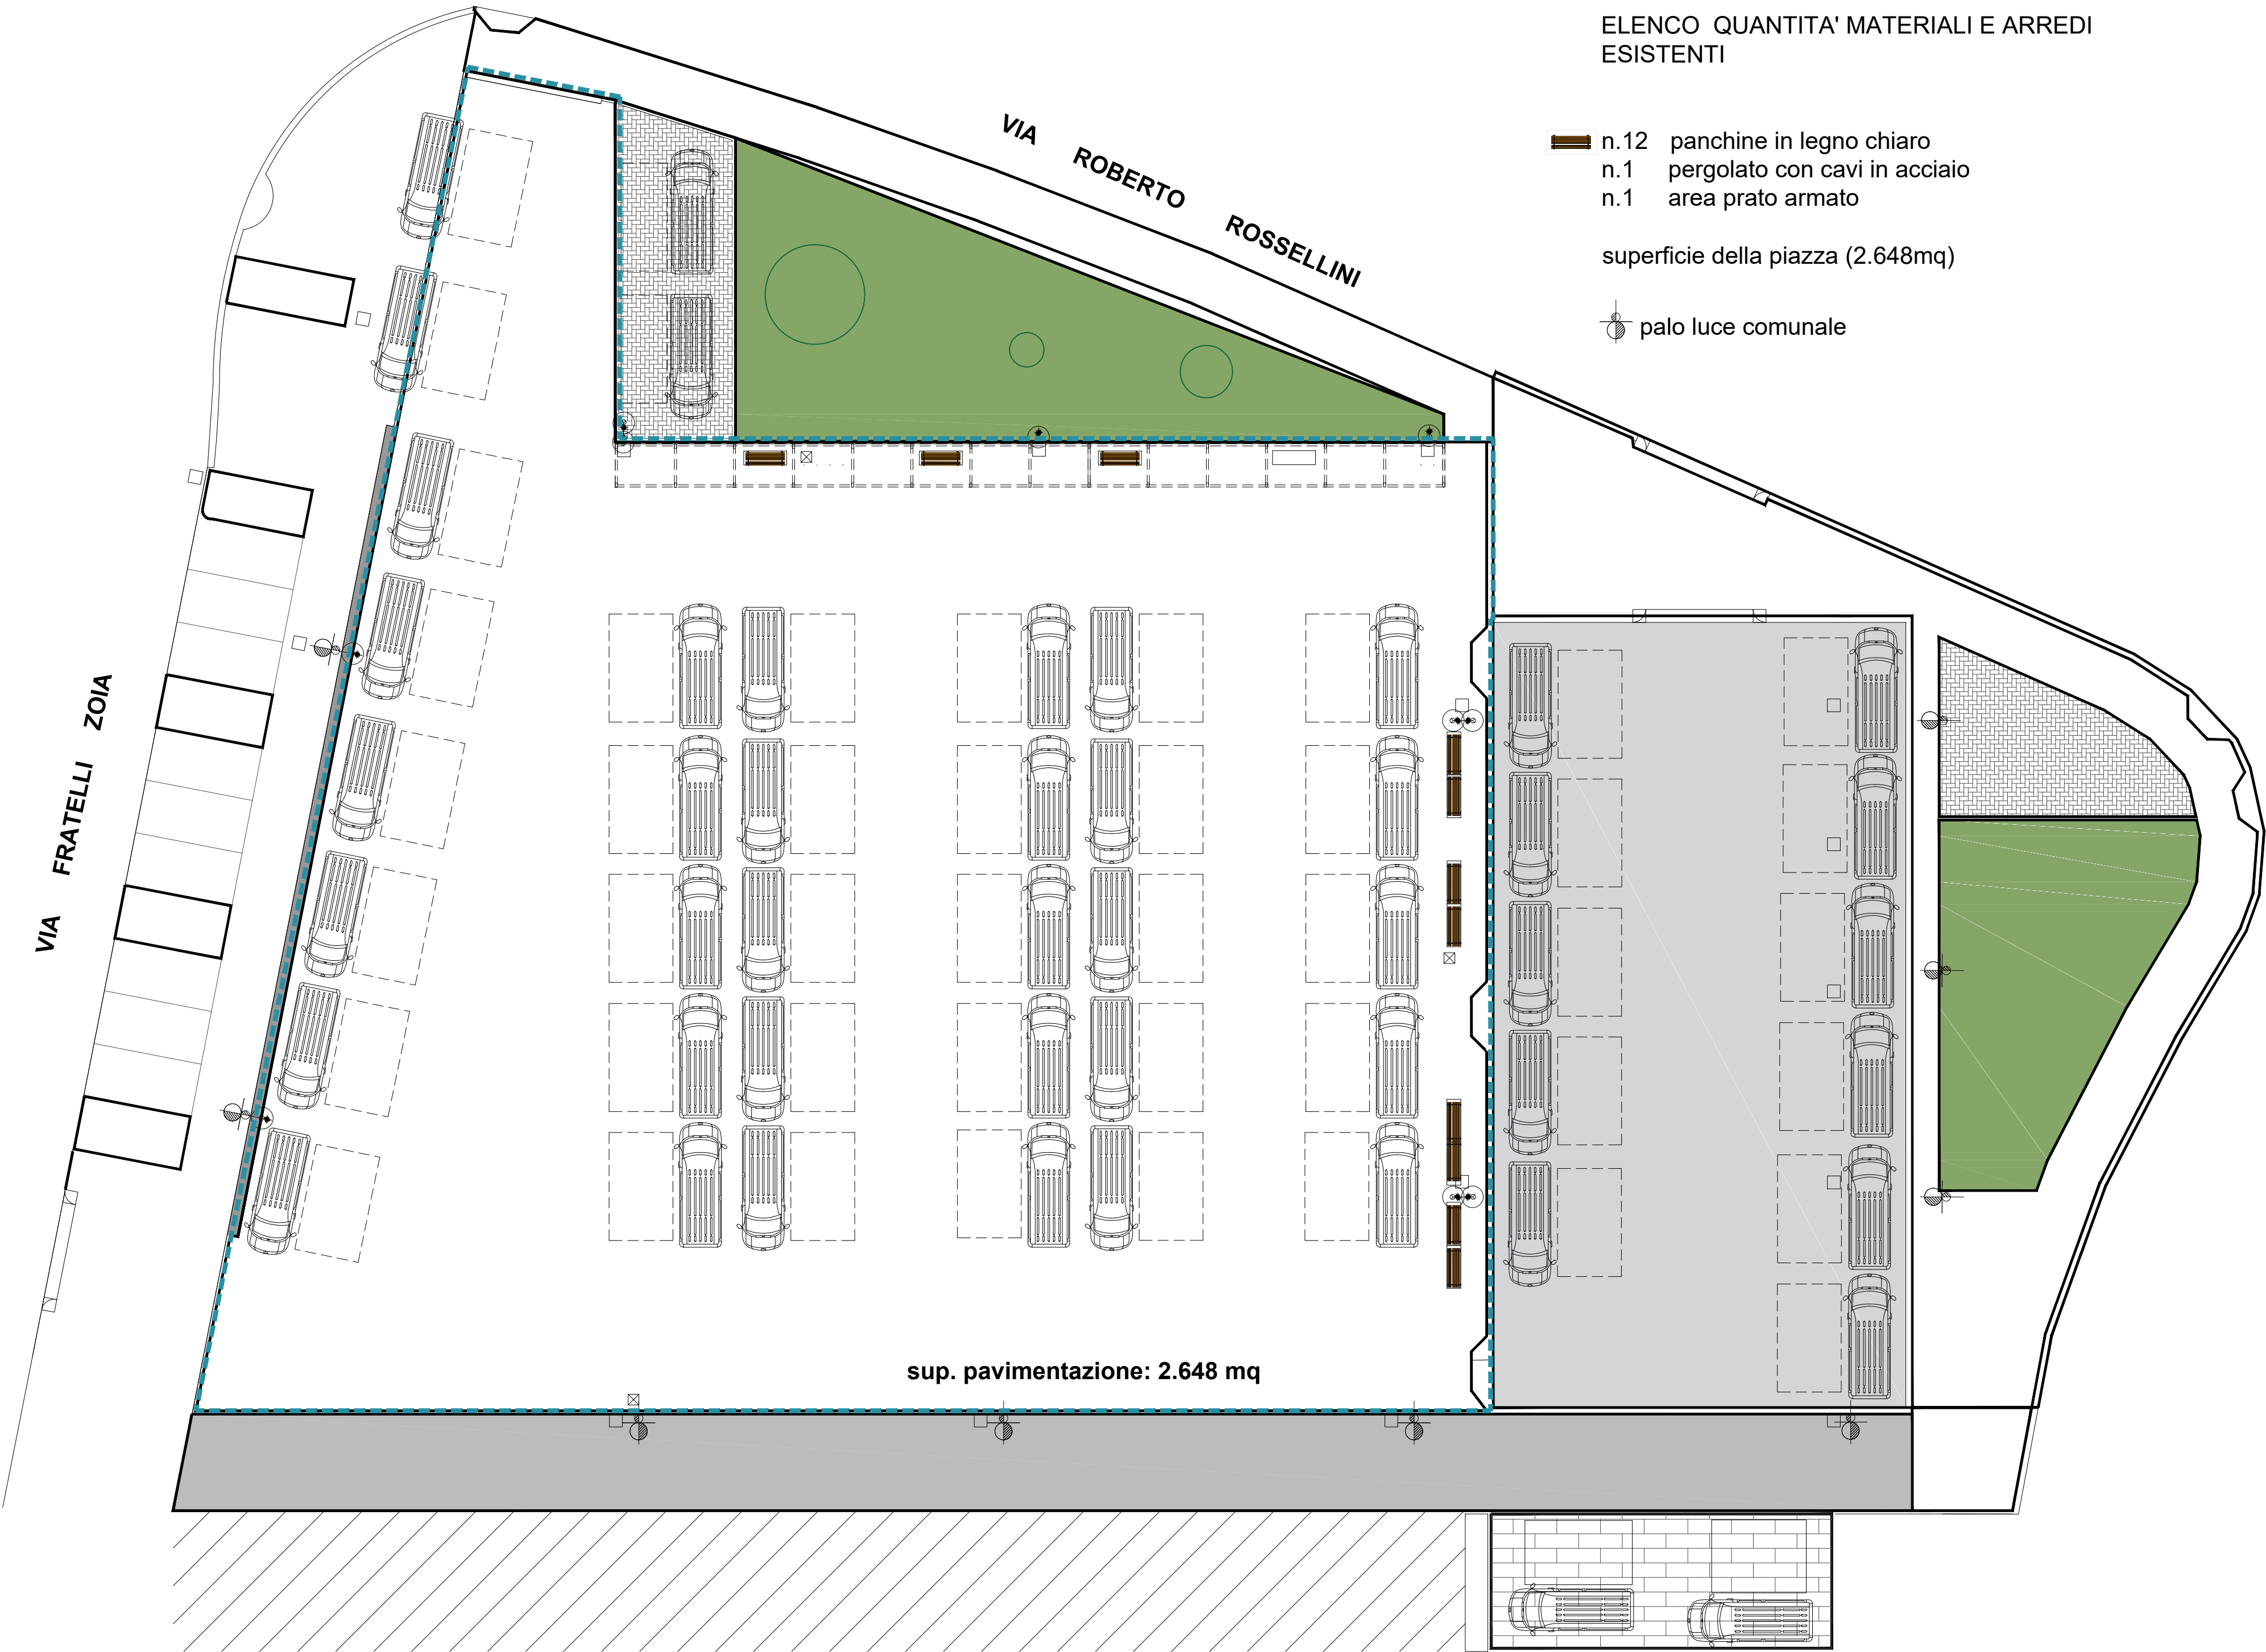 ELENCO QUANTITA' MATERIALI E ARREDI
ESISTENTI
n.12 panchine in legno chiaro
n.1 pergolato con cavi in acciaio
n.1 area prato armato
superficie della piazza (2.648mq)
palo luce comunale
VIA ROBERTO ROSSELLINI
VIA FRATELLI ZOIA
sup. pavimentazione: 2.648 mq